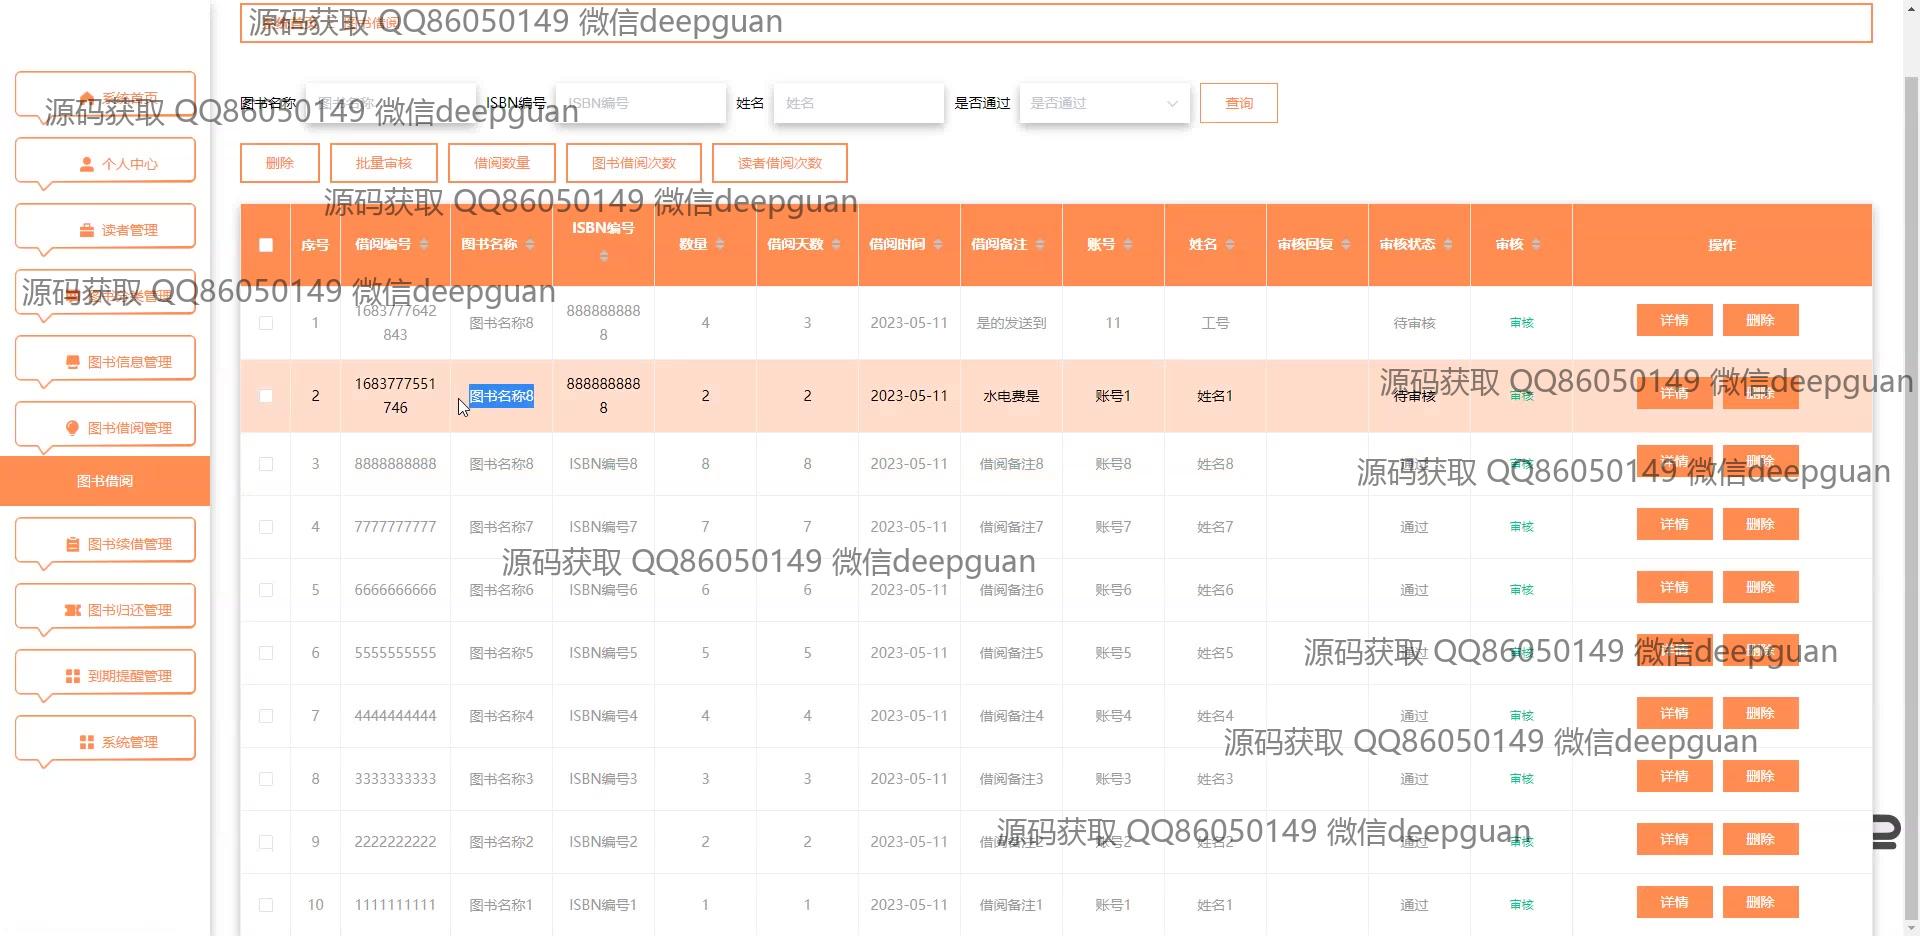 系统首页 图书借阅
源码获取 QQ86050149 微信deepguan
图书名称 图书名称 ISBN编号 ISBN编号 姓名 姓名 是否通过 是否通过 查询
源码获取 QQ86050149 微信deepguan
删除 批量审核 借阅数量 图书借阅次数 读者借阅次数
源码获取 QQ86050149 微信deepguan
系统首页
个人中心
读者管理
源码获取 QQ86050149 微信deepguan
图书分类管理
图书信息管理
图书借阅管理
图书借阅
图书续借管理
图书归还管理
到期提醒管理
系统管理
序号 借阅编号 图书名称 ISBN编号 数量 借阅天数 借阅时间 借阅备注 账号 姓名 审核回复 审核状态 审核 操作
1 1683777642843 图书名称8 8888888888 4 3 2023-05-11 是的发送到 11 工号 待审核 审核 详情 删除
2 1683777551746 图书名称8 8888888888 2 2 2023-05-11 水电费是 账号1 姓名1 待审核 审核 详情 删除
源码获取 QQ86050149 微信deepguan
3 8888888888 图书名称8 ISBN编号8 8 8 2023-05-11 借阅备注8 账号8 姓名8 通过 审核 详情 删除
源码获取 QQ86050149 微信deepguan
4 7777777777 图书名称7 ISBN编号7 7 7 2023-05-11 借阅备注7 账号7 姓名7 通过 审核 详情 删除
源码获取 QQ86050149 微信deepguan
5 6666666666 图书名称6 ISBN编号6 6 6 2023-05-11 借阅备注6 账号6 姓名6 通过 审核 详情 删除
6 5555555555 图书名称5 ISBN编号5 5 5 2023-05-11 借阅备注5 账号5 姓名5 通过 审核 详情 删除
源码获取 QQ86050149 微信deepguan
7 4444444444 图书名称4 ISBN编号4 4 4 2023-05-11 借阅备注4 账号4 姓名4 通过 审核 详情 删除
源码获取 QQ86050149 微信deepguan
8 3333333333 图书名称3 ISBN编号3 3 3 2023-05-11 借阅备注3 账号3 姓名3 通过 审核 详情 删除
9 2222222222 图书名称2 ISBN编号2 2 2 2023-05-11 借阅备注2 账号2 姓名2 通过 审核 详情 删除
源码获取 QQ86050149 微信deepguan
10 1111111111 图书名称1 ISBN编号1 1 1 2023-05-11 借阅备注1 账号1 姓名1 通过 审核 详情 删除